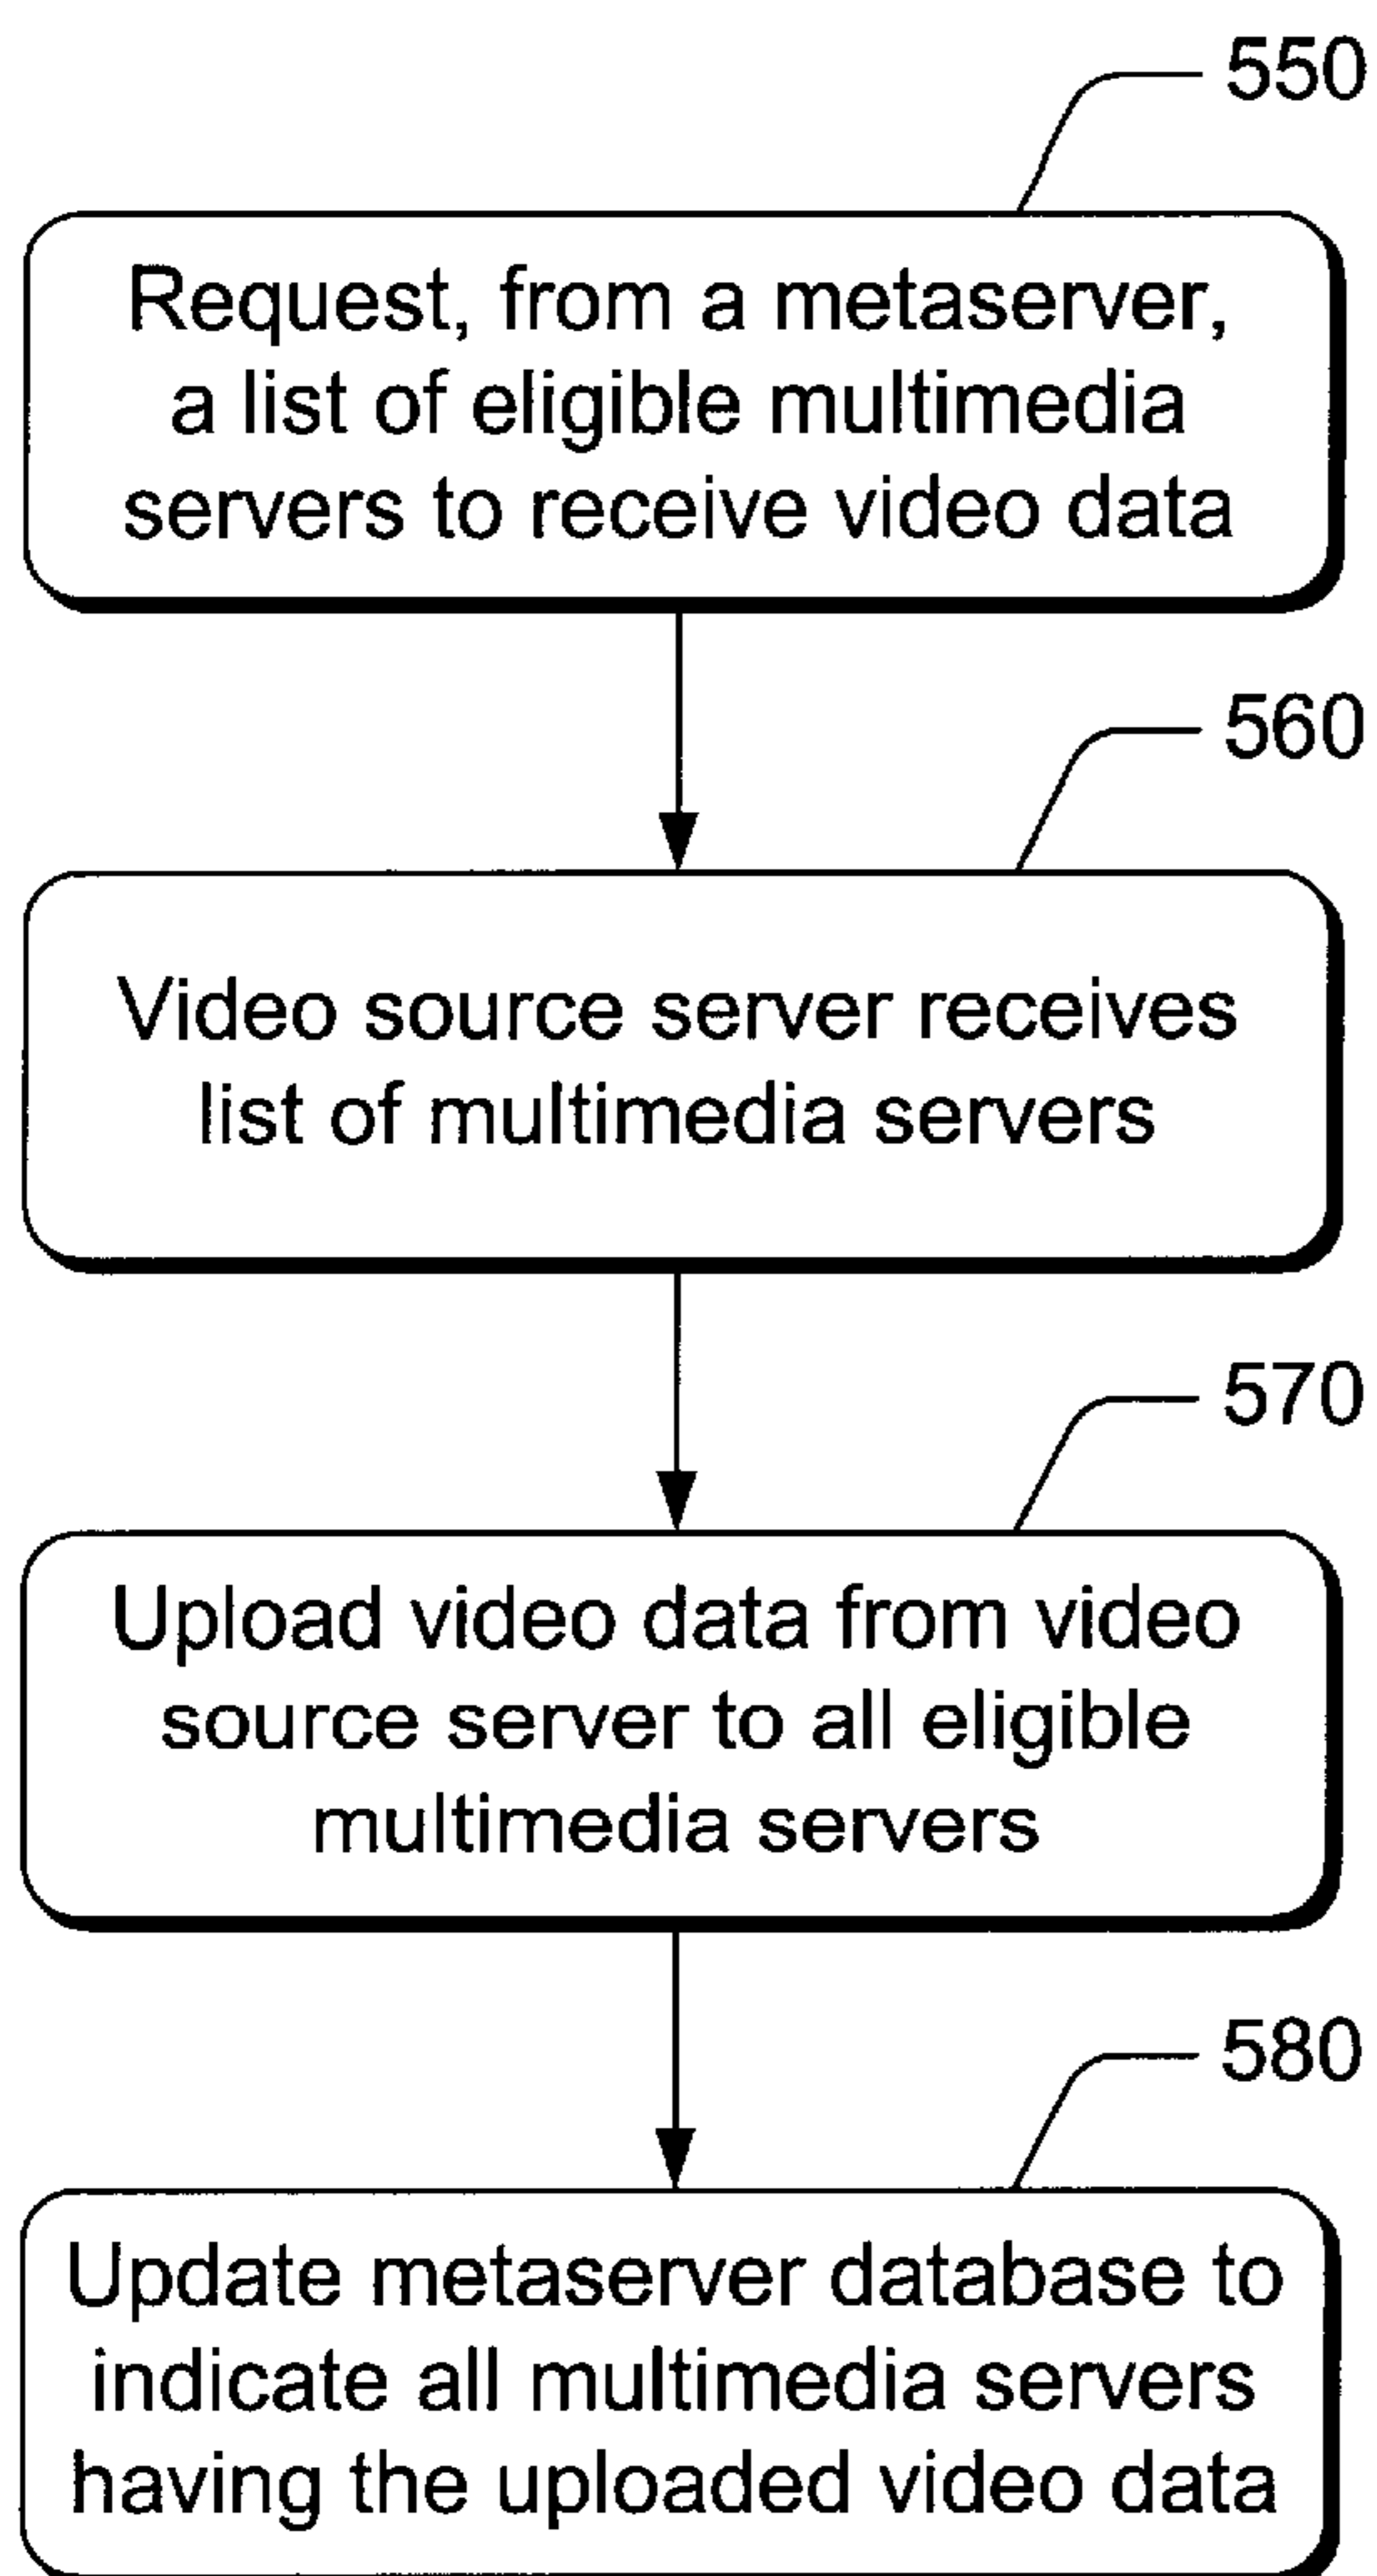 550
Request, from a metaserver,
a list of eligible multimedia
servers to receive video data
560
Video source server receives
list of multimedia servers
570
Upload video data from video
source server to all eligible
multimedia servers
580
Update metaserver database to
indicate all multimedia servers
having the uploaded video data